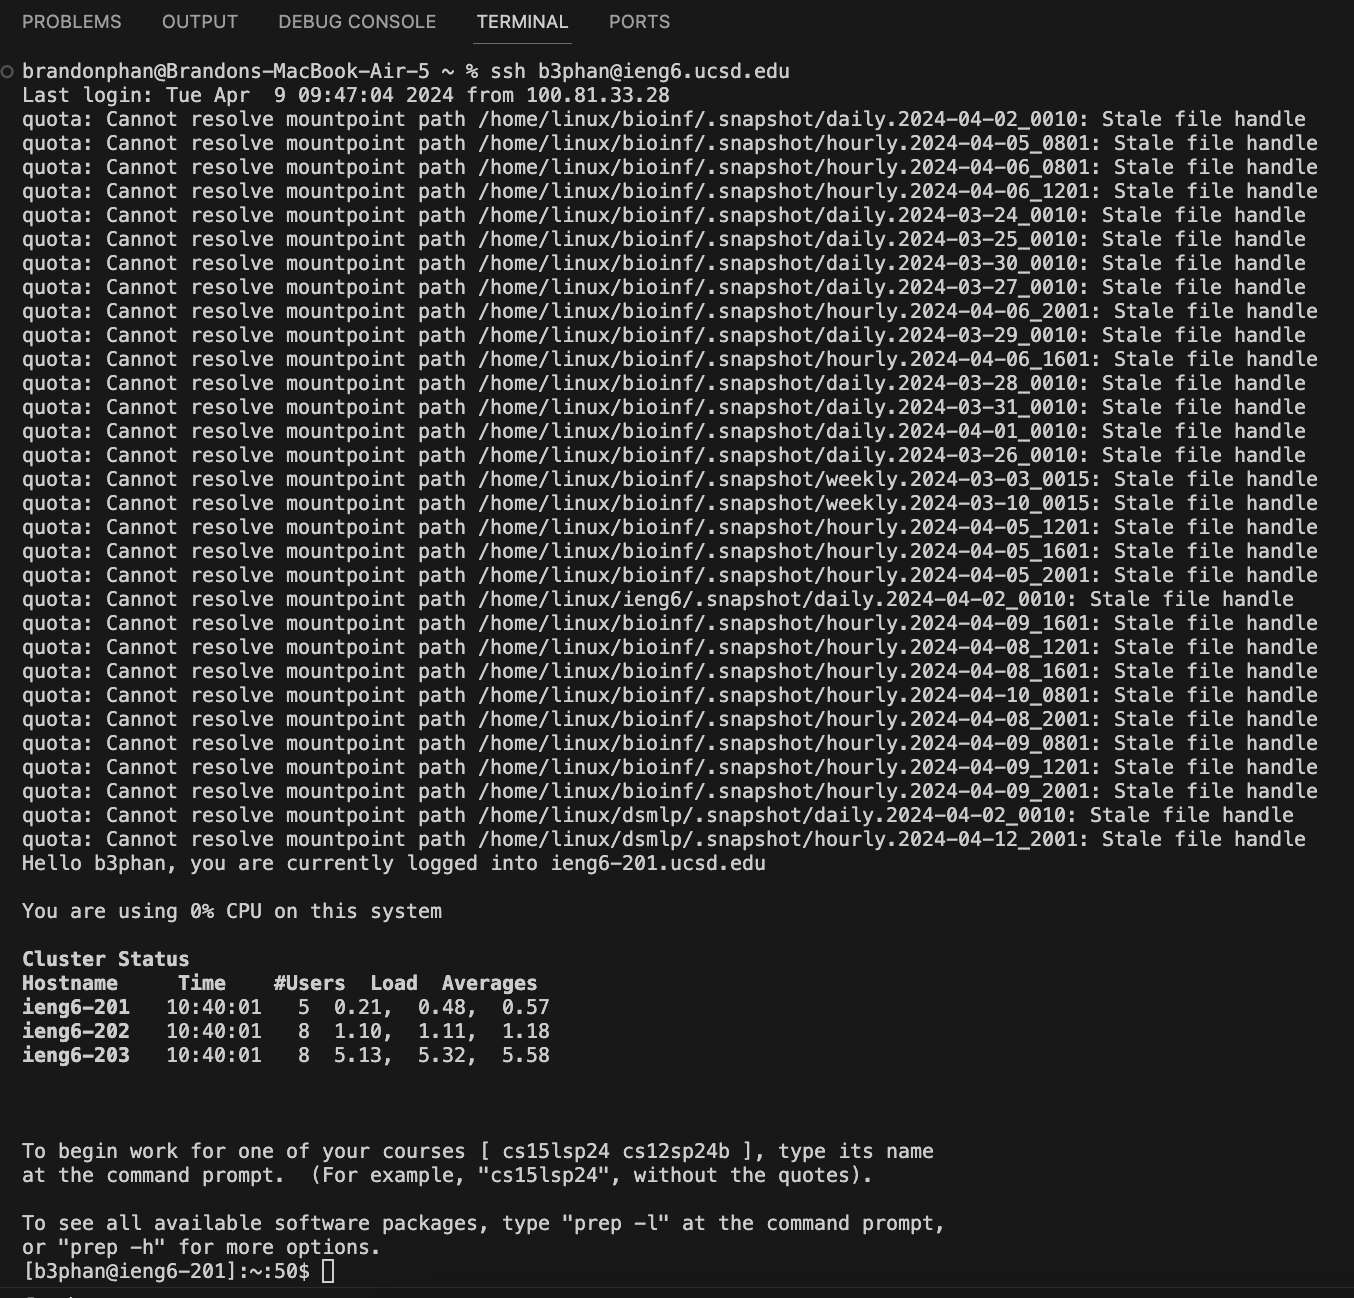 PROBLEMS OUTPUT DEBUG CONSOLE TERMINAL PORTS
brandonphan@Brandons-MacBook-Air-5 ~ % ssh b3phan@ieng6.ucsd.edu
Last login: Tue Apr  9 09:47:04 2024 from 100.81.33.28
quota: Cannot resolve mountpoint path /home/linux/bioinf/.snapshot/daily.2024-04-02_0010: Stale file handle
quota: Cannot resolve mountpoint path /home/linux/bioinf/.snapshot/hourly.2024-04-05_0801: Stale file handle
quota: Cannot resolve mountpoint path /home/linux/bioinf/.snapshot/hourly.2024-04-06_0801: Stale file handle
quota: Cannot resolve mountpoint path /home/linux/bioinf/.snapshot/hourly.2024-04-06_1201: Stale file handle
quota: Cannot resolve mountpoint path /home/linux/bioinf/.snapshot/daily.2024-03-24_0010: Stale file handle
quota: Cannot resolve mountpoint path /home/linux/bioinf/.snapshot/daily.2024-03-25_0010: Stale file handle
quota: Cannot resolve mountpoint path /home/linux/bioinf/.snapshot/daily.2024-03-30_0010: Stale file handle
quota: Cannot resolve mountpoint path /home/linux/bioinf/.snapshot/daily.2024-03-27_0010: Stale file handle
quota: Cannot resolve mountpoint path /home/linux/bioinf/.snapshot/hourly.2024-04-06_2001: Stale file handle
quota: Cannot resolve mountpoint path /home/linux/bioinf/.snapshot/daily.2024-03-29_0010: Stale file handle
quota: Cannot resolve mountpoint path /home/linux/bioinf/.snapshot/hourly.2024-04-06_1601: Stale file handle
quota: Cannot resolve mountpoint path /home/linux/bioinf/.snapshot/daily.2024-03-28_0010: Stale file handle
quota: Cannot resolve mountpoint path /home/linux/bioinf/.snapshot/daily.2024-03-31_0010: Stale file handle
quota: Cannot resolve mountpoint path /home/linux/bioinf/.snapshot/daily.2024-04-01_0010: Stale file handle
quota: Cannot resolve mountpoint path /home/linux/bioinf/.snapshot/daily.2024-03-26_0010: Stale file handle
quota: Cannot resolve mountpoint path /home/linux/bioinf/.snapshot/weekly.2024-03-03_0015: Stale file handle
quota: Cannot resolve mountpoint path /home/linux/bioinf/.snapshot/weekly.2024-03-10_0015: Stale file handle
quota: Cannot resolve mountpoint path /home/linux/bioinf/.snapshot/hourly.2024-04-05_1201: Stale file handle
quota: Cannot resolve mountpoint path /home/linux/bioinf/.snapshot/hourly.2024-04-05_1601: Stale file handle
quota: Cannot resolve mountpoint path /home/linux/bioinf/.snapshot/hourly.2024-04-05_2001: Stale file handle
quota: Cannot resolve mountpoint path /home/linux/ieng6/.snapshot/daily.2024-04-02_0010: Stale file handle
quota: Cannot resolve mountpoint path /home/linux/bioinf/.snapshot/hourly.2024-04-09_1601: Stale file handle
quota: Cannot resolve mountpoint path /home/linux/bioinf/.snapshot/hourly.2024-04-08_1201: Stale file handle
quota: Cannot resolve mountpoint path /home/linux/bioinf/.snapshot/hourly.2024-04-08_1601: Stale file handle
quota: Cannot resolve mountpoint path /home/linux/bioinf/.snapshot/hourly.2024-04-10_0801: Stale file handle
quota: Cannot resolve mountpoint path /home/linux/bioinf/.snapshot/hourly.2024-04-08_2001: Stale file handle
quota: Cannot resolve mountpoint path /home/linux/bioinf/.snapshot/hourly.2024-04-09_0801: Stale file handle
quota: Cannot resolve mountpoint path /home/linux/bioinf/.snapshot/hourly.2024-04-09_1201: Stale file handle
quota: Cannot resolve mountpoint path /home/linux/bioinf/.snapshot/hourly.2024-04-09_2001: Stale file handle
quota: Cannot resolve mountpoint path /home/linux/dsmlp/.snapshot/daily.2024-04-02_0010: Stale file handle
quota: Cannot resolve mountpoint path /home/linux/dsmlp/.snapshot/hourly.2024-04-12_2001: Stale file handle
Hello b3phan, you are currently logged into ieng6-201.ucsd.edu
You are using 0% CPU on this system
Cluster Status
Hostname     Time    #Users  Load  Averages
ieng6-201   10:40:01   5  0.21,  0.48,  0.57
ieng6-202   10:40:01   8  1.10,  1.11,  1.18
ieng6-203   10:40:01   8  5.13,  5.32,  5.58
To begin work for one of your courses [ cs15lsp24 cs12sp24b ], type its name
at the command prompt.  (For example, "cs15lsp24", without the quotes).
To see all available software packages, type "prep -l" at the command prompt,
or "prep -h" for more options.
[b3phan@ieng6-201]:~:50$